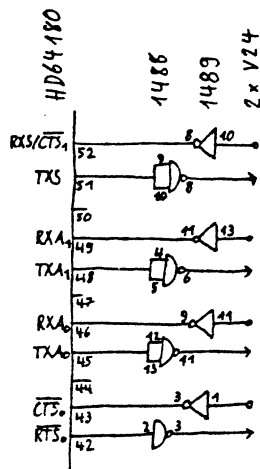 HD64180 1488 1489 2 x V24
RXS/CTS₁ 52 8 10
TXS 51 9 10 8
50
RXA₁ 49 11 13
TXA₁ 48 4 5 6
47
RXA₀ 46 9 11
TXA₀ 45 12 13 11
44
CTS₀ 43 3 1
RTS₀ 42 2 3